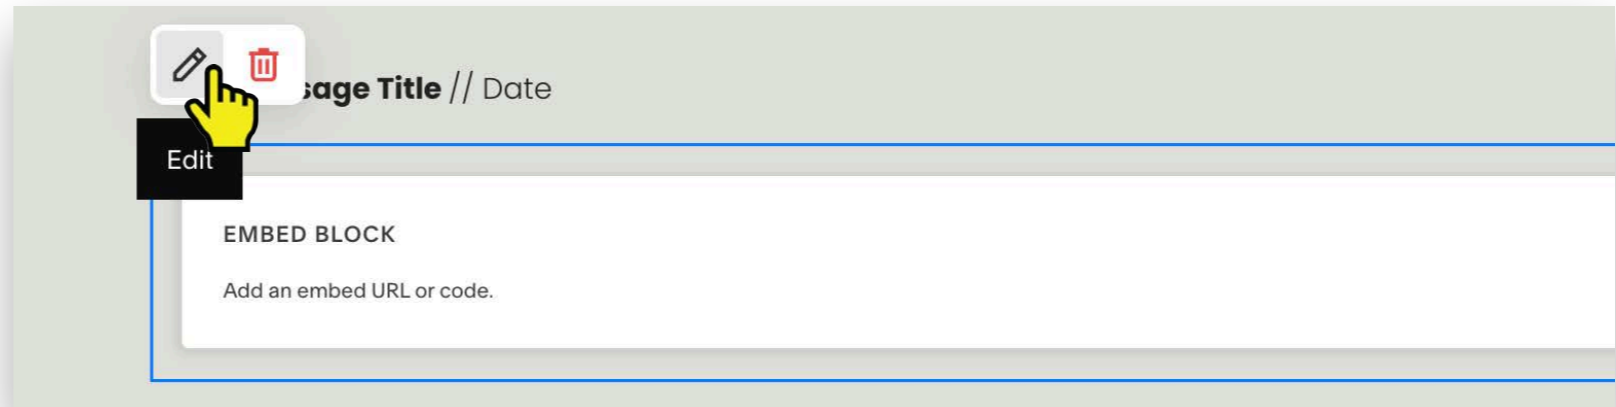 sage Title // Date
Edit
EMBED BLOCK
Add an embed URL or code.